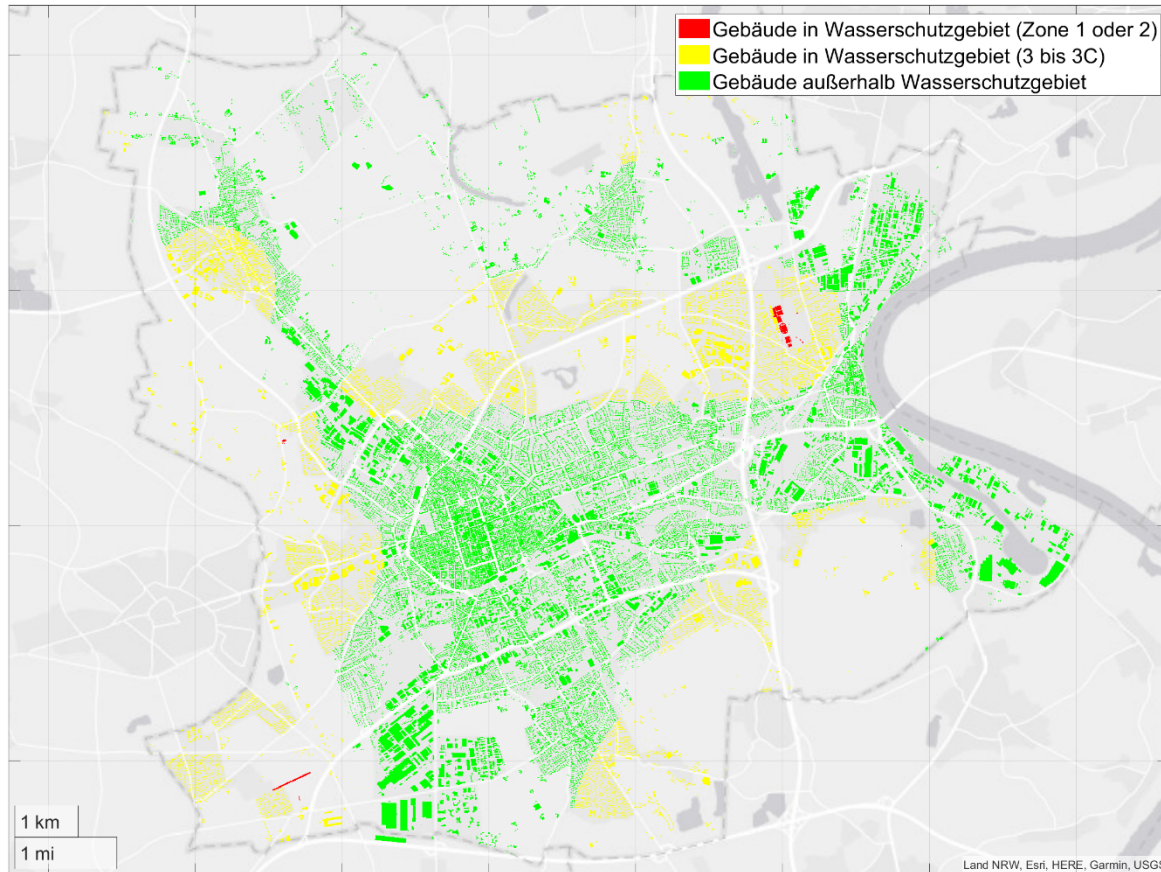 Gebäude in Wasserschutzgebiet (Zone 1 oder 2)
Gebäude in Wasserschutzgebiet (3 bis 3C)
Gebäude außerhalb Wasserschutzgebiet
1 km
1 mi
Land NRW, Esri, HERE, Garmin, USGS